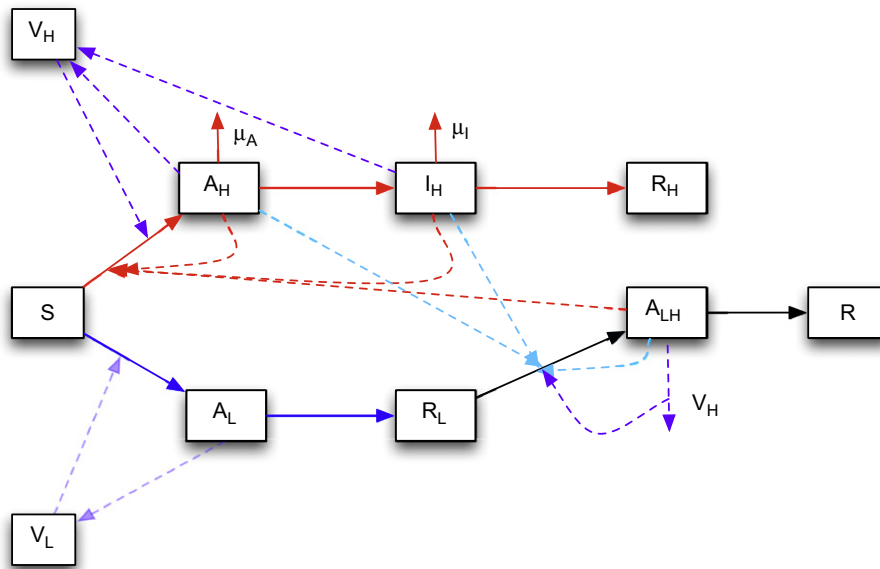 V_H
μ_A
μ_I
A_H
I_H
R_H
S
A_LH
R
A_L
R_L
V_H
V_L